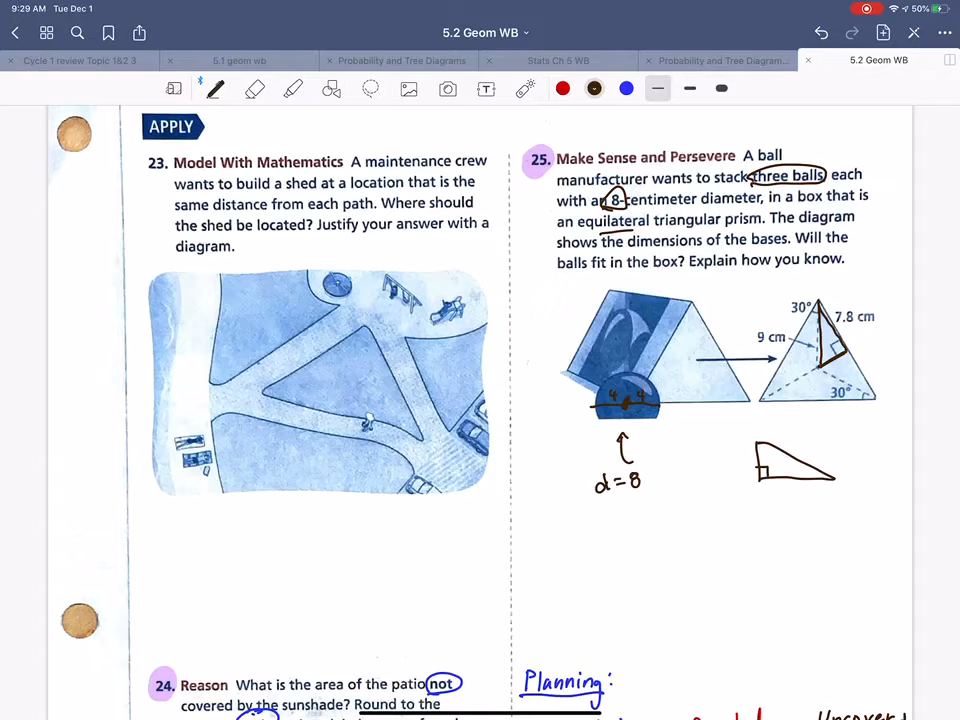 9:29 AM Tue Dec 1
50%
5.2 Geom WB
Cycle 1 review Topic 1&2 3
5.1 geom wb
Probability and Tree Diagrams
Stats Ch 5 WB
Probability and Tree Diagram...
5.2 Geom WB
APPLY
23. Model With Mathematics A maintenance crew
wants to build a shed at a location that is the
same distance from each path. Where should
the shed be located? Justify your answer with a
diagram.
25. Make Sense and Persevere A ball
manufacturer wants to stack three balls, each
with an 8-centimeter diameter, in a box that is
an equilateral triangular prism. The diagram
shows the dimensions of the bases. Will the
balls fit in the box? Explain how you know.
30°
7.8 cm
9 cm
30°
4 4
d=8
24. Reason What is the area of the patio not
covered by the sunshade? Round to the
Planning: